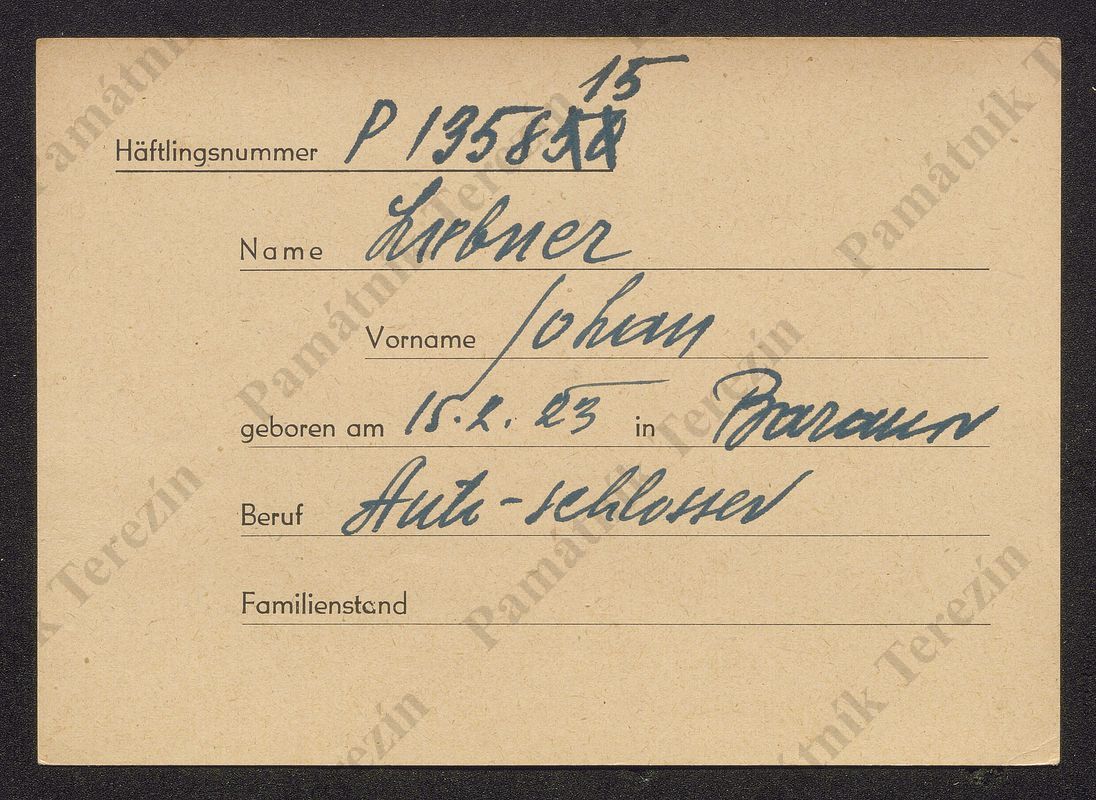 15
Häftlingsnummer P 1358
Name Liebner
Vorname Johan
geboren am 15.2.23 in Baraun
Beruf Auto-schlosser
Familienstand
Památník Terezín